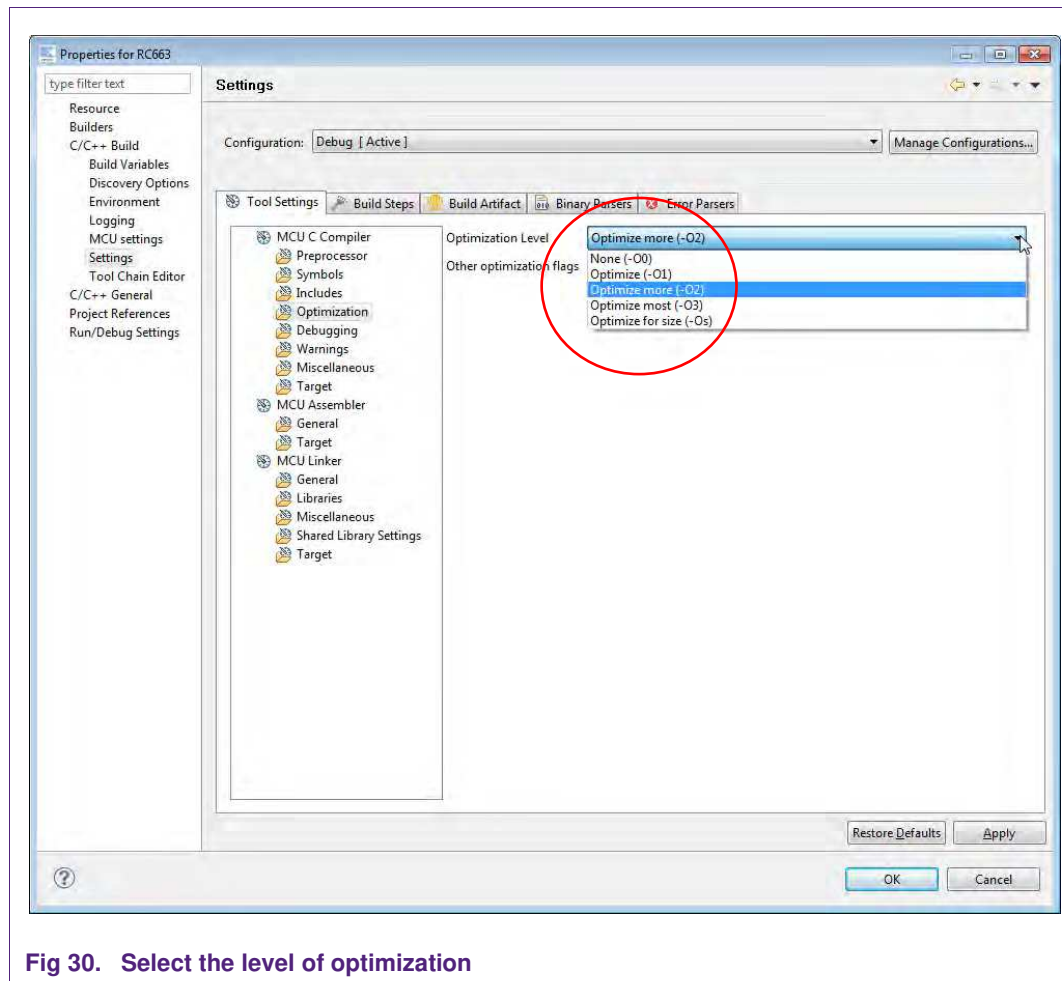 Properties for RC663
type filter text
Settings
Resource
Builders
C/C++ Build
Build Variables
Discovery Options
Environment
Logging
MCU settings
Settings
Tool Chain Editor
C/C++ General
Project References
Run/Debug Settings
Configuration: Debug [ Active ] Manage Configurations...
Tool Settings Build Steps Build Artifact Binary Parsers Error Parsers
MCU C Compiler
Preprocessor
Symbols
Includes
Optimization
Debugging
Warnings
Miscellaneous
Target
MCU Assembler
General
Target
MCU Linker
General
Libraries
Miscellaneous
Shared Library Settings
Target
Optimization Level Optimize more (-O2)
Other optimization flags
None (-O0)
Optimize (-O1)
Optimize more (-O2)
Optimize most (-O3)
Optimize for size (-Os)
Restore Defaults Apply
? OK Cancel
Fig 30. Select the level of optimization